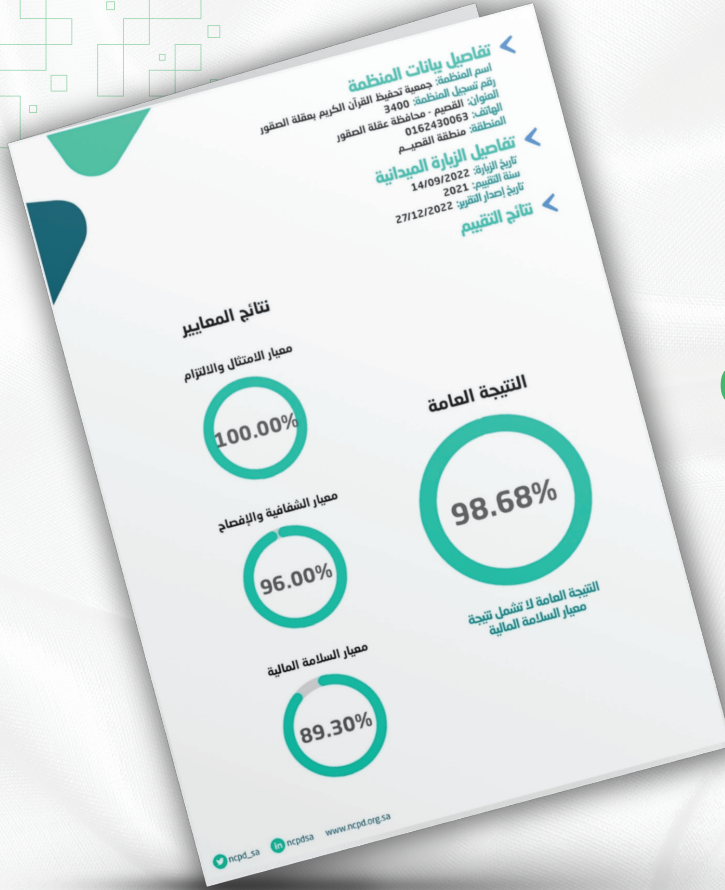 تفاصيل بيانات المنظمة
اسم المنظمة: جمعية تحفيظ القرآن الكريم بعقلة الصقور
رقم تسجيل المنظمة: 3400
العنوان: القصيم - محافظة عقلة الصقور
الهاتف: 0162430063
المنطقة: منطقة القصيــم
تفاصيل الزيارة الميدانية
تاريخ الزيارة: 14/09/2022
سنة التقييم: 2021
تاريخ إصدار التقرير: 27/12/2022
نتائج التقييم
النتيجة العامة
98.68%
النتيجة العامة لا تشمل نتيجة
معيار السلامة المالية
نتائج المعايير
معيار الامتثال والالتزام
100.00%
معيار الشفافية والإفصاح
96.00%
معيار السلامة المالية
89.30%
ncpd_sa ncpdsa www.ncpd.org.sa